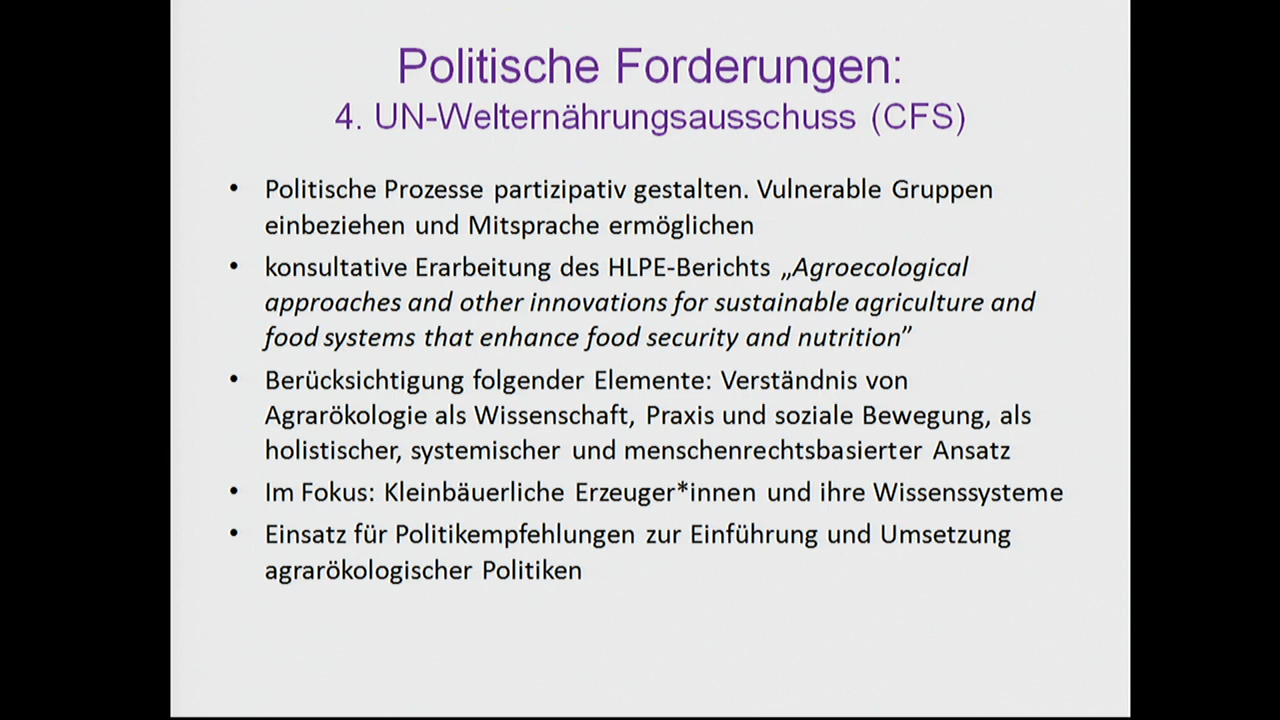 Politische Forderungen:
4. UN-Welternährungsausschuss (CFS)
• Politische Prozesse partizipativ gestalten. Vulnerable Gruppen
einbeziehen und Mitsprache ermöglichen
• konsultative Erarbeitung des HLPE-Berichts „Agroecological
approaches and other innovations for sustainable agriculture and
food systems that enhance food security and nutrition”
• Berücksichtigung folgender Elemente: Verständnis von
Agrarökologie als Wissenschaft, Praxis und soziale Bewegung, als
holistischer, systemischer und menschenrechtsbasierter Ansatz
• Im Fokus: Kleinbäuerliche Erzeuger*innen und ihre Wissenssysteme
• Einsatz für Politikempfehlungen zur Einführung und Umsetzung
agrarökologischer Politiken